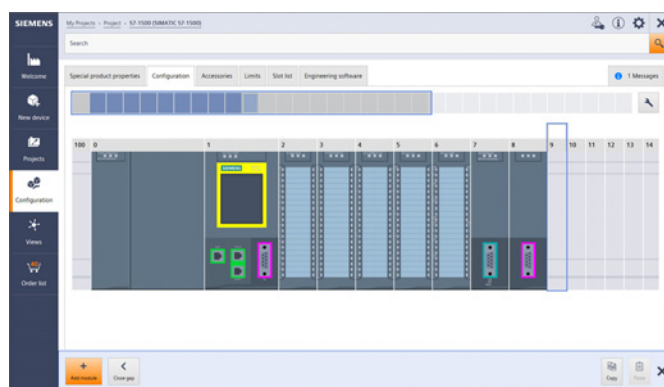 SIEMENS
My Projects › Project › S7-1500 (SIMATIC S7-1500)
Search
Special product properties Configuration Accessories Limits Slot list Engineering software 1 Messages
Welcome
New device
Projects
Configuration
Views
Order list
100 0 1 2 3 4 5 6 7 8 9 10 11 12 13 14
SIEMENS
Add module
Close gap
Copy
Paste